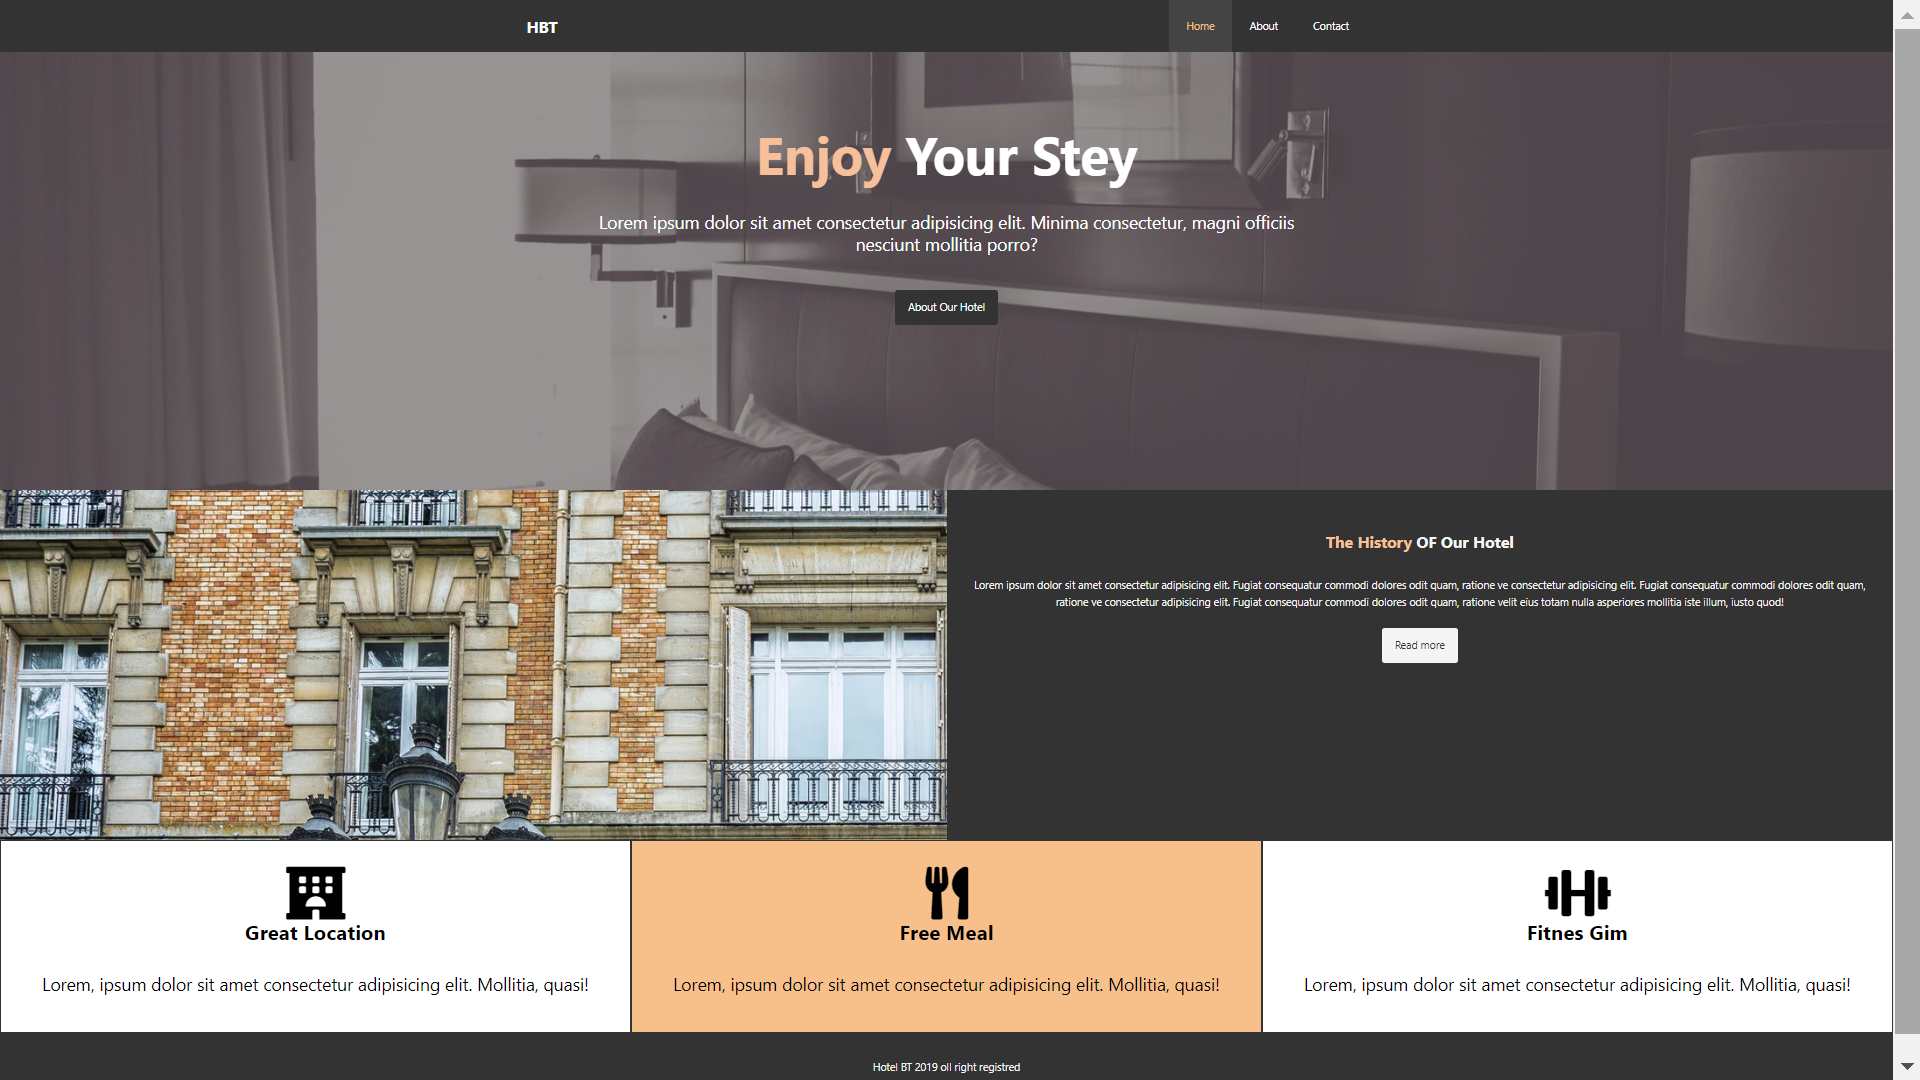 HBT
Home
About
Contact
Enjoy Your Stey
Lorem ipsum dolor sit amet consectetur adipisicing elit. Minima consectetur, magni officiis
nesciunt mollitia porro?
About Our Hotel
The History OF Our Hotel
Lorem ipsum dolor sit amet consectetur adipisicing elit. Fugiat consequatur commodi dolores odit quam, ratione ve consectetur adipisicing elit. Fugiat consequatur commodi dolores odit quam,
ratione ve consectetur adipisicing elit. Fugiat consequatur commodi dolores odit quam, ratione velit eius totam nulla asperiores mollitia iste illum, iusto quod!
Read more
Great Location
Lorem, ipsum dolor sit amet consectetur adipisicing elit. Mollitia, quasi!
Free Meal
Lorem, ipsum dolor sit amet consectetur adipisicing elit. Mollitia, quasi!
Fitnes Gim
Lorem, ipsum dolor sit amet consectetur adipisicing elit. Mollitia, quasi!
Hotel BT 2019 oll right registred